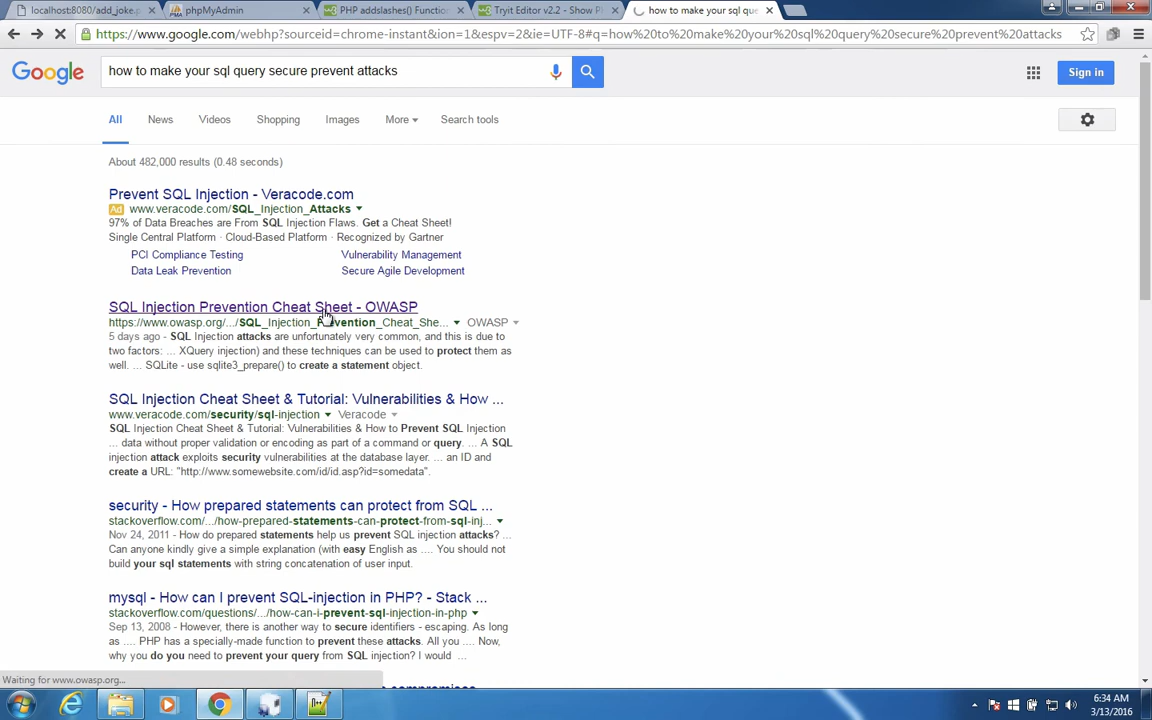 localhost:8080/add_joke.p
phpMyAdmin
PHP addslashes() Functio
Tryit Editor v2.2 - Show P
how to make your sql que
https://www.google.com/webhp?sourceid=chrome-instant&ion=1&espv=2&ie=UTF-8#q=how%20to%20make%20your%20sql%20query%20secure%20prevent%20attacks
Google
how to make your sql query secure prevent attacks
Sign in
All News Videos Shopping Images More Search tools
About 482,000 results (0.48 seconds)
Prevent SQL Injection - Veracode.com
Ad www.veracode.com/SQL_Injection_Attacks
97% of Data Breaches are From SQL Injection Flaws. Get a Cheat Sheet!
Single Central Platform · Cloud-Based Platform · Recognized by Gartner
PCI Compliance Testing Vulnerability Management
Data Leak Prevention Secure Agile Development
SQL Injection Prevention Cheat Sheet - OWASP
https://www.owasp.org/.../SQL_Injection_Prevention_Cheat_She... OWASP
5 days ago - SQL Injection attacks are unfortunately very common, and this is due to
two factors: ... XQuery injection) and these techniques can be used to protect them as
well. ... SQLite - use sqlite3_prepare() to create a statement object.
SQL Injection Cheat Sheet & Tutorial: Vulnerabilities & How ...
www.veracode.com/security/sql-injection Veracode
SQL Injection Cheat Sheet & Tutorial: Vulnerabilities & How to Prevent SQL Injection
... data without proper validation or encoding as part of a command or query. ... A SQL
injection attack exploits security vulnerabilities at the database layer. ... an ID and
create a URL: "http://www.somewebsite.com/id/id.asp?id=somedata".
security - How prepared statements can protect from SQL ...
stackoverflow.com/.../how-prepared-statements-can-protect-from-sql-inj...
Nov 24, 2011 - How do prepared statements help us prevent SQL injection attacks? ...
Can anyone kindly give a simple explanation (with easy English as .... You should not
build your sql statements with string concatenation of user input.
mysql - How can I prevent SQL-injection in PHP? - Stack ...
stackoverflow.com/questions/.../how-can-i-prevent-sql-injection-in-php
Sep 13, 2008 - However, there is another way to secure identifiers - escaping. As long
as .... PHP has a specially-made function to prevent these attacks. All you .... Now,
why you do you need to prevent your query from SQL injection? I would ...
Waiting for www.owasp.org...
6:34 AM
3/13/2016